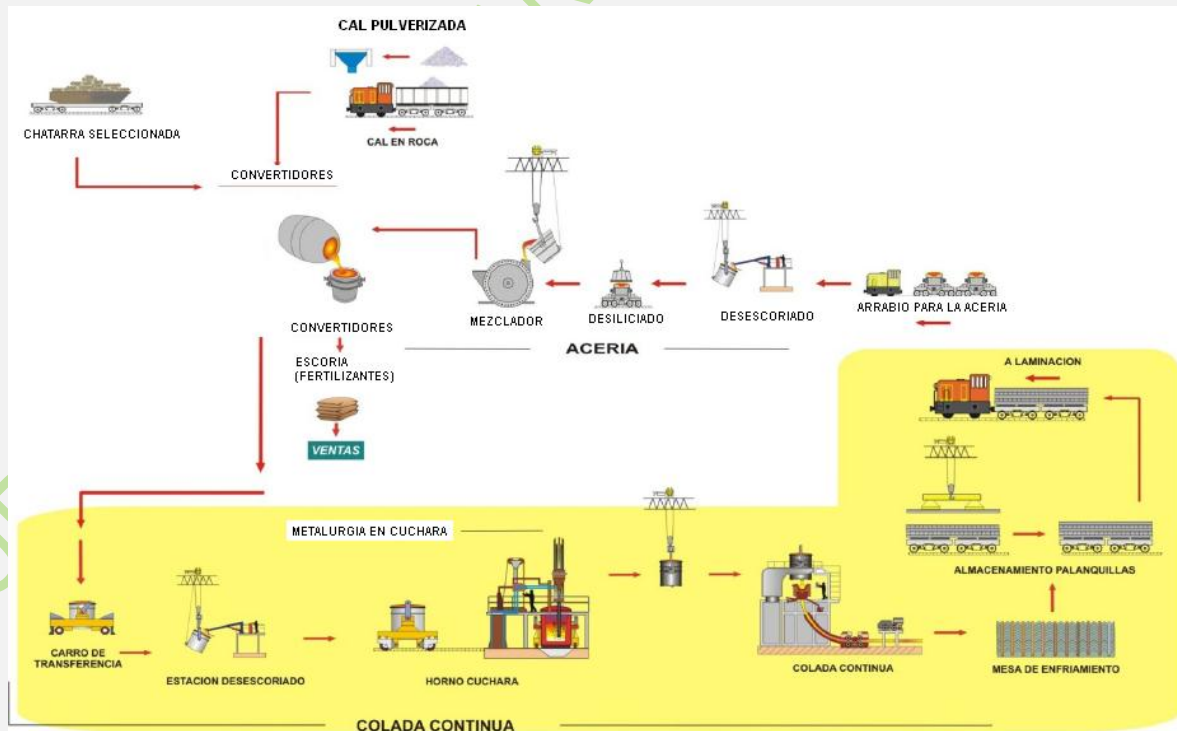 CAL PULVERIZADA
CHATARRA SELECCIONADA
CAL EN ROCA
CONVERTIDORES
CONVERTIDORES
MEZCLADOR
DESILICIADO
DESESCORIADO
ARRABIO PARA LA ACERIA
ACERIA
ESCORIA
(FERTILIZANTES)
VENTAS
A LAMINACION
METALURGIA EN CUCHARA
ALMACENAMIENTO PALANQUILLAS
CARRO DE
TRANSFERENCIA
ESTACION DESESCORIADO
HORNO CUCHARA
COLADA CONTINUA
MESA DE ENFRIAMIENTO
COLADA CONTINUA